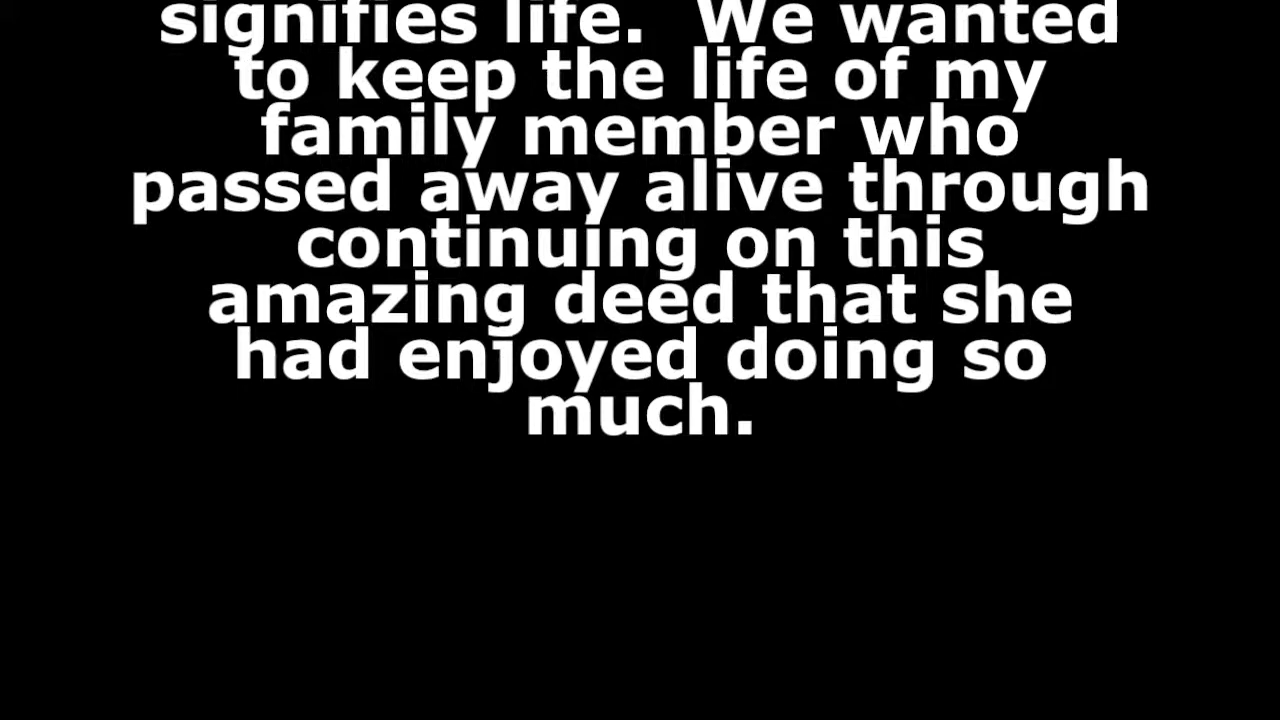 signifies life. We wanted
to keep the life of my
family member who
passed away alive through
continuing on this
amazing deed that she
had enjoyed doing so
much.